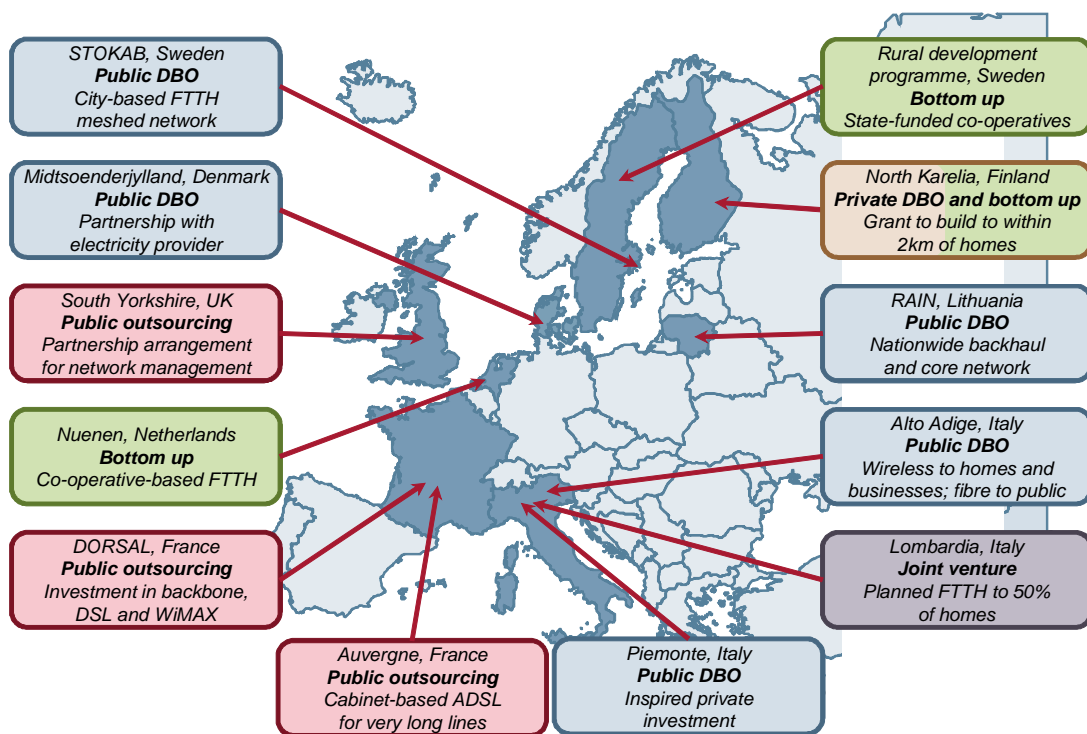 STOKAB, Sweden
Public DBO
City-based FTTH
meshed network
Midtsoenderjylland, Denmark
Public DBO
Partnership with
electricity provider
South Yorkshire, UK
Public outsourcing
Partnership arrangement
for network management
Nuenen, Netherlands
Bottom up
Co-operative-based FTTH
DORSAL, France
Public outsourcing
Investment in backbone,
DSL and WiMAX
Auvergne, France
Public outsourcing
Cabinet-based ADSL
for very long lines
Piemonte, Italy
Public DBO
Inspired private
investment
Rural development
programme, Sweden
Bottom up
State-funded co-operatives
North Karelia, Finland
Private DBO and bottom up
Grant to build to within
2km of homes
RAIN, Lithuania
Public DBO
Nationwide backhaul
and core network
Alto Adige, Italy
Public DBO
Wireless to homes and
businesses; fibre to public
Lombardia, Italy
Joint venture
Planned FTTH to 50%
of homes